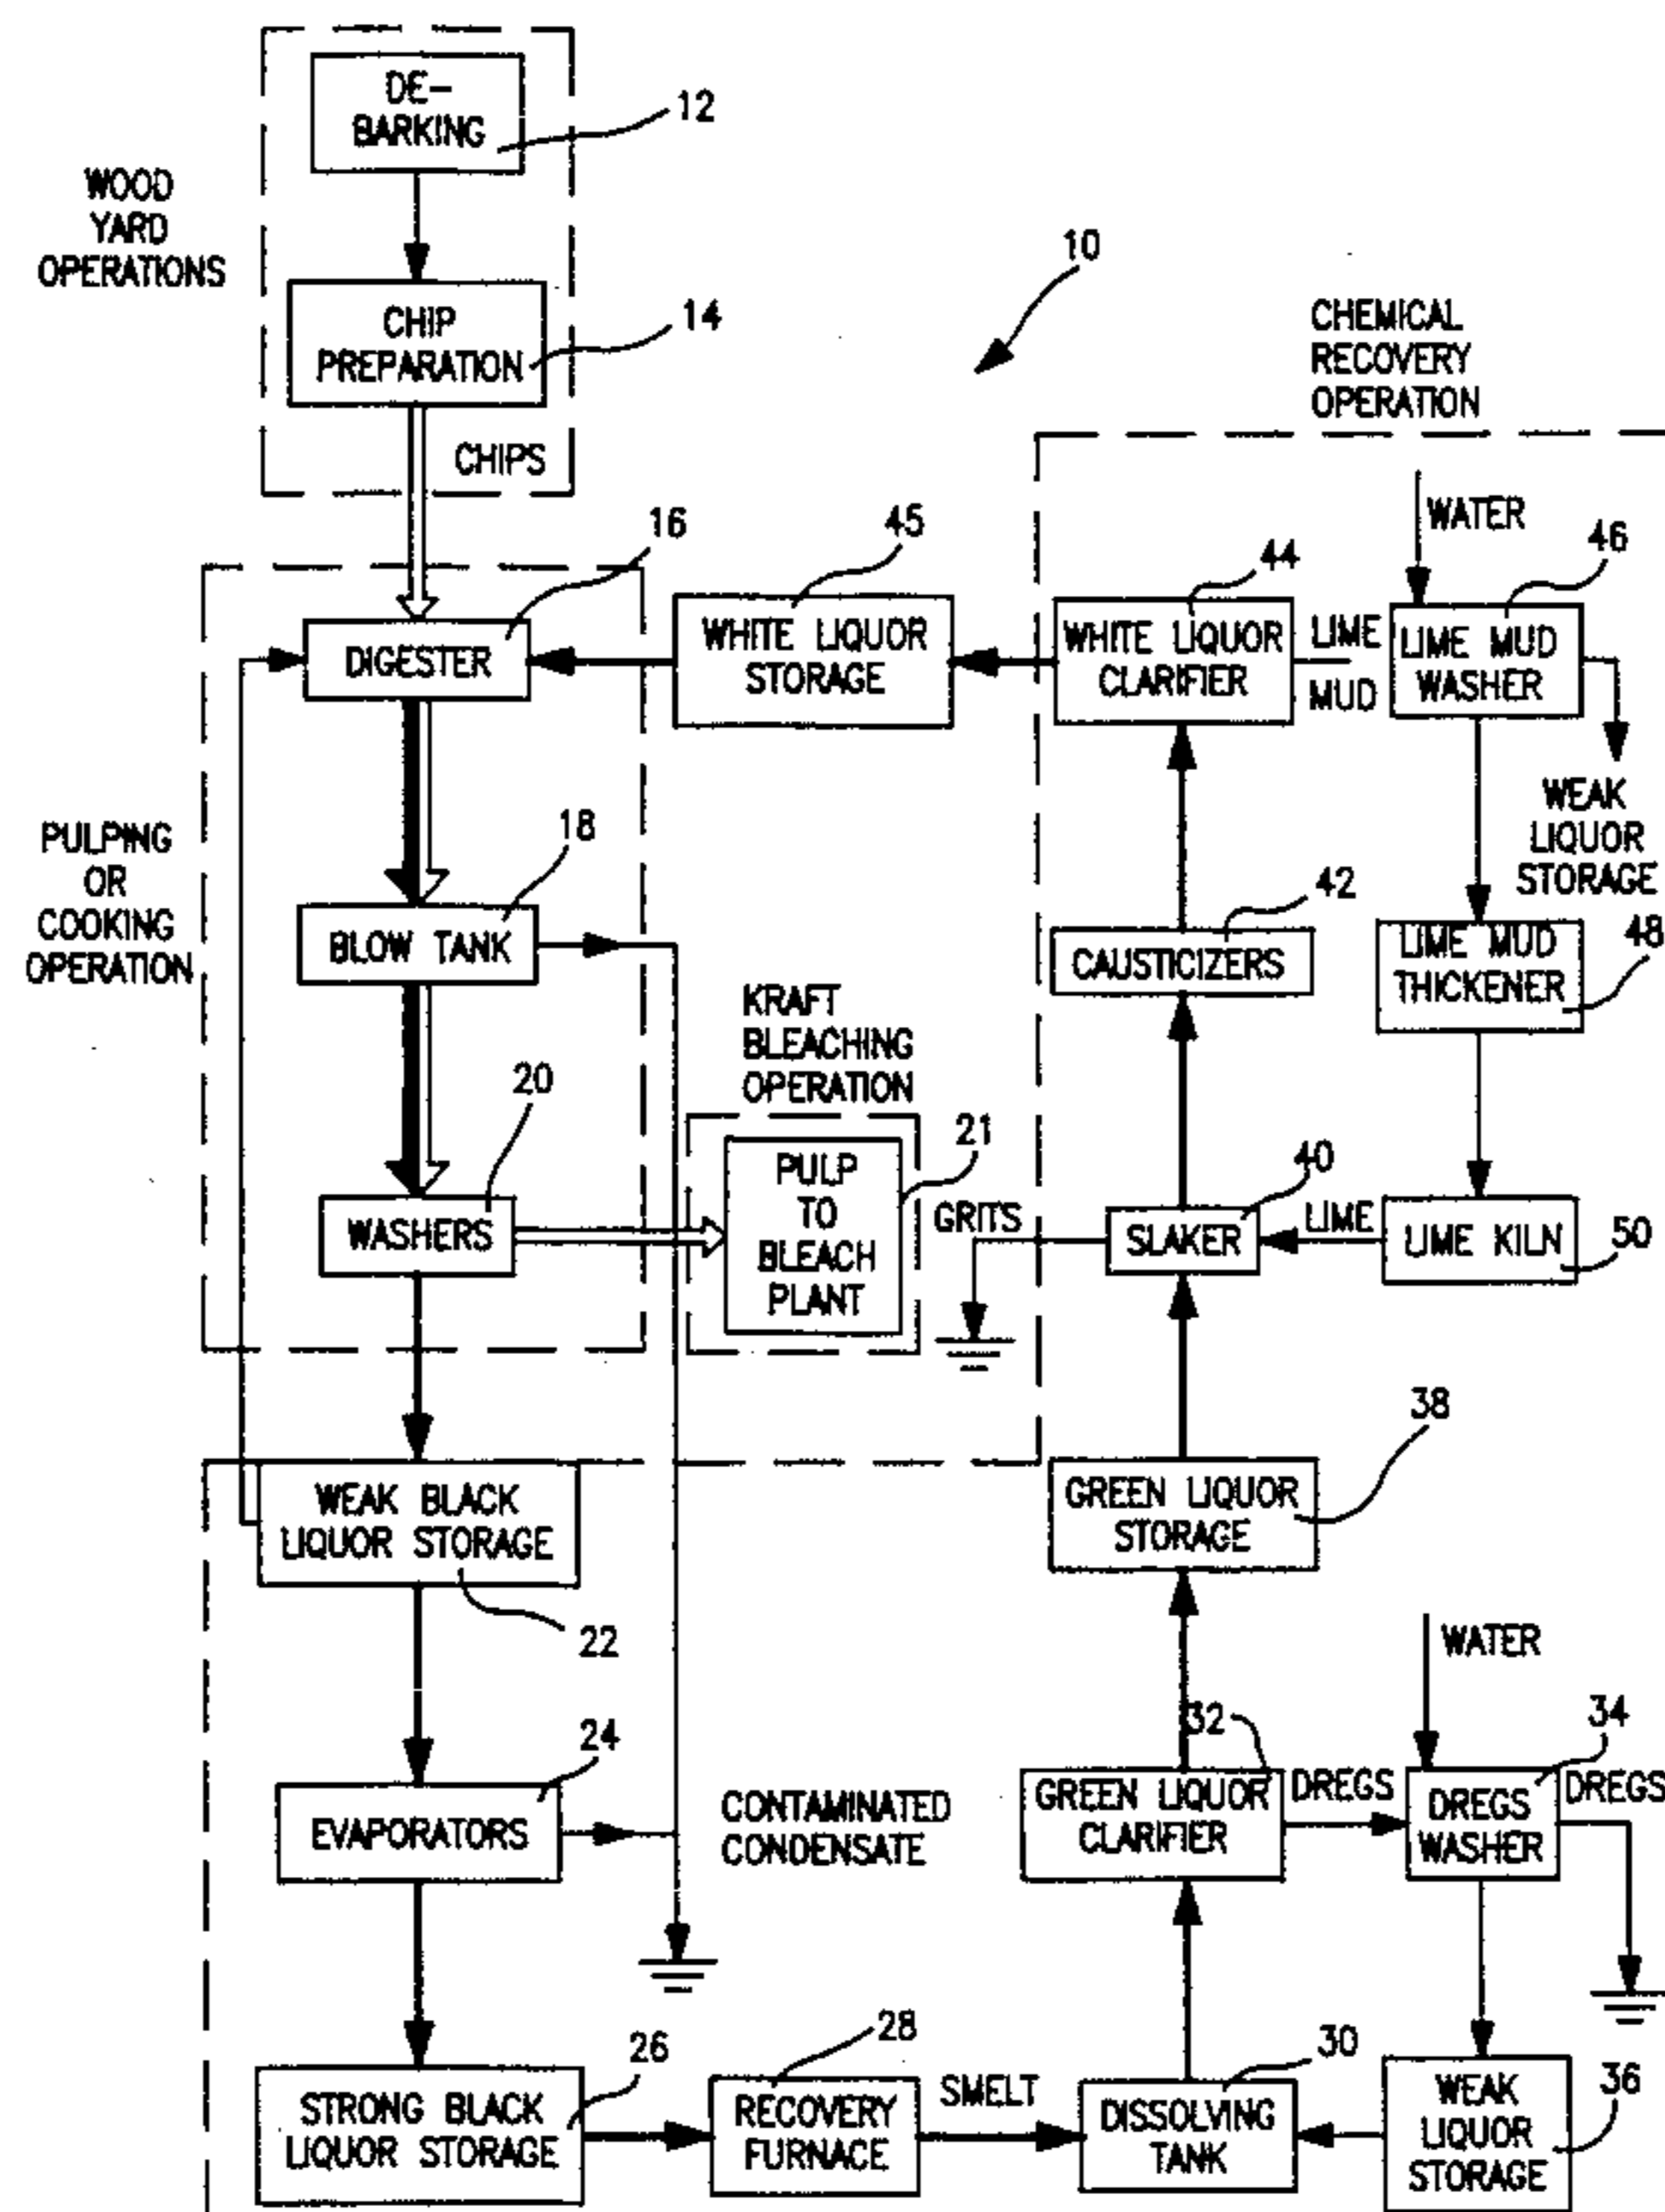 DE-
BARKING
12
WOOD
YARD
OPERATIONS
CHIP
PREPARATION
14
CHIPS
10
CHEMICAL
RECOVERY
OPERATION
PULPING
OR
COOKING
OPERATION
16
DIGESTER
45
WHITE LIQUOR
STORAGE
44
WHITE LIQUOR
CLARIFIER
LIME
MUD
WATER
46
LIME MUD
WASHER
WEAK
LIQUOR
STORAGE
18
BLOW TANK
42
CAUSTICIZERS
48
LIME MUD
THICKENER
KRAFT
BLEACHING
OPERATION
20
WASHERS
21
PULP
TO
BLEACH
PLANT
GRITS
40
SLAKER
LIME
LIME KILN
50
WEAK BLACK
LIQUOR STORAGE
22
38
GREEN LIQUOR
STORAGE
24
EVAPORATORS
CONTAMINATED
CONDENSATE
32
GREEN LIQUOR
CLARIFIER
DREGS
WATER
34
DREGS
WASHER
DREGS
26
STRONG BLACK
LIQUOR STORAGE
28
RECOVERY
FURNACE
SMELT
30
DISSOLVING
TANK
36
WEAK
LIQUOR
STORAGE